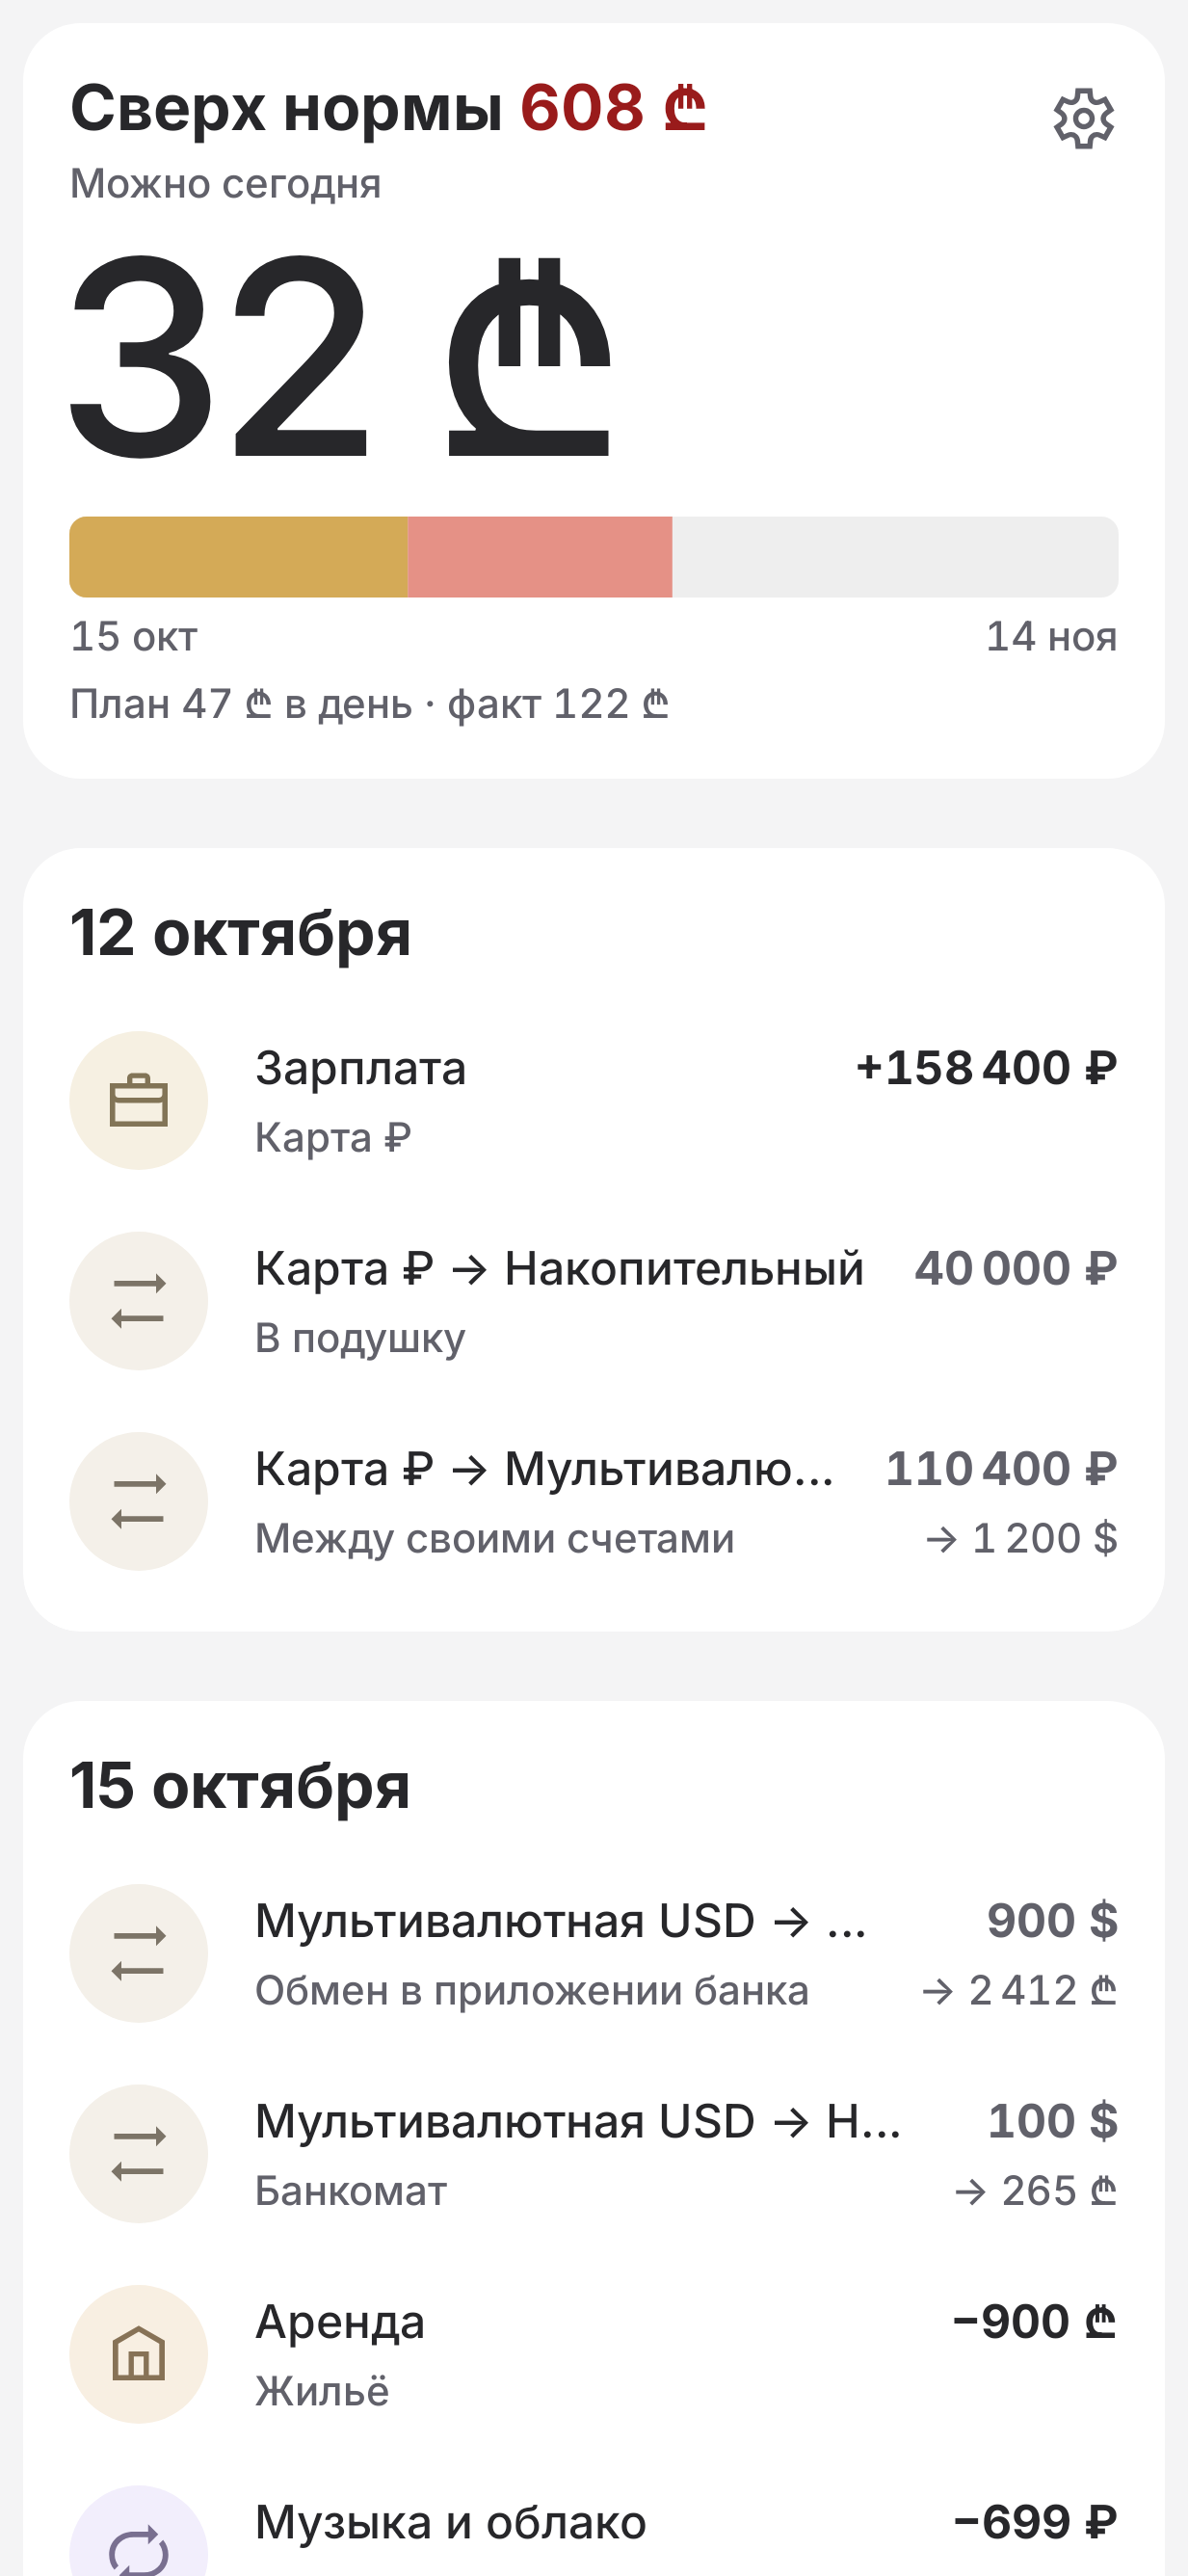 Сверх нормы 608 ₾
Можно сегодня
32 ₾
15 окт 14 ноя
План 47 ₾ в день · факт 122 ₾
12 октября
Зарплата +158 400 ₽
Карта ₽
Карта ₽ → Накопительный 40 000 ₽
В подушку
Карта ₽ → Мультивалю... 110 400 ₽
Между своими счетами → 1 200 $
15 октября
Мультивалютная USD → ... 900 $
Обмен в приложении банка → 2 412 ₾
Мультивалютная USD → Н... 100 $
Банкомат → 265 ₾
Аренда −900 ₾
Жильё
Музыка и облако −699 ₽